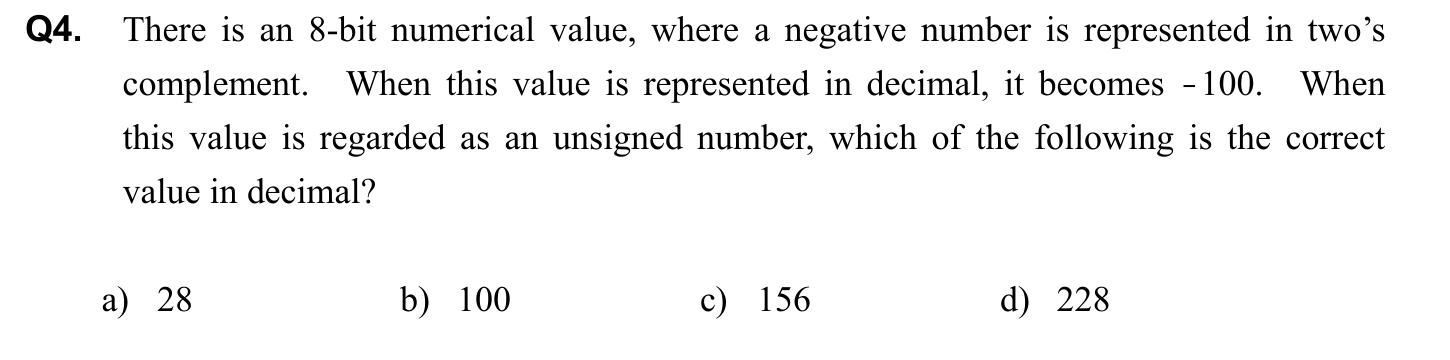 Q4. There is an 8-bit numerical value, where a negative number is represented in two’s
complement. When this value is represented in decimal, it becomes −100. When
this value is regarded as an unsigned number, which of the following is the correct
value in decimal?
a) 28 b) 100 c) 156 d) 228